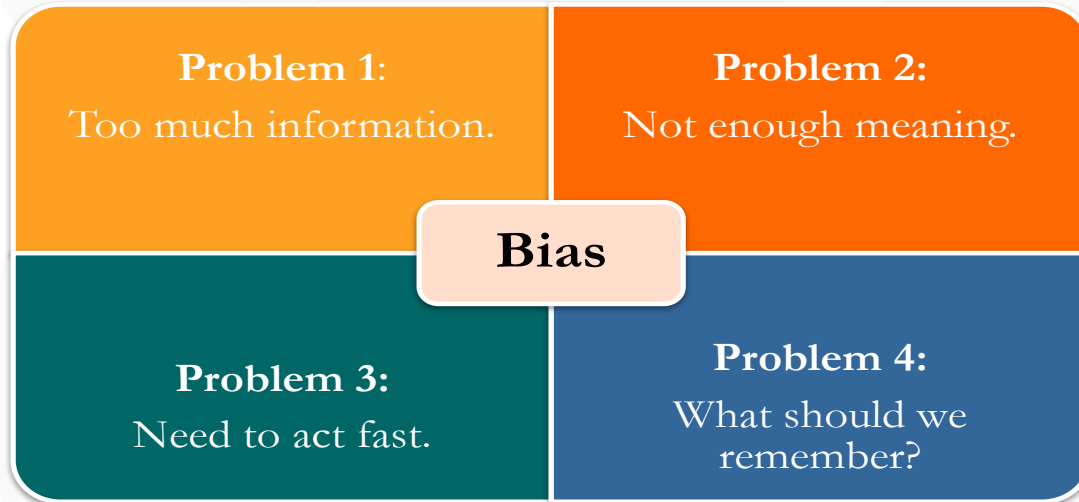 Problem 1:
Too much information.
Problem 2:
Not enough meaning.
Bias
Problem 3:
Need to act fast.
Problem 4:
What should we
remember?